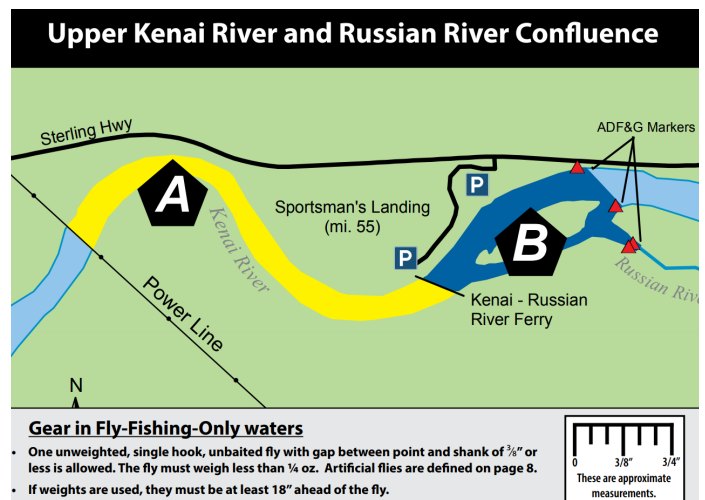 Upper Kenai River and Russian River Confluence
Sterling Hwy
ADF&G Markers
A
P
Sportsman's Landing
(mi. 55)
Kenai River
B
P
Russian Rive
Kenai - Russian
River Ferry
Power Line
N
Gear in Fly-Fishing-Only waters
• One unweighted, single hook, unbaited fly with gap between point and shank of 3/8" or
less is allowed. The fly must weigh less than ¼ oz. Artificial flies are defined on page 8.
• If weights are used, they must be at least 18" ahead of the fly.
0 3/8" 3/4"
These are approximate
measurements.